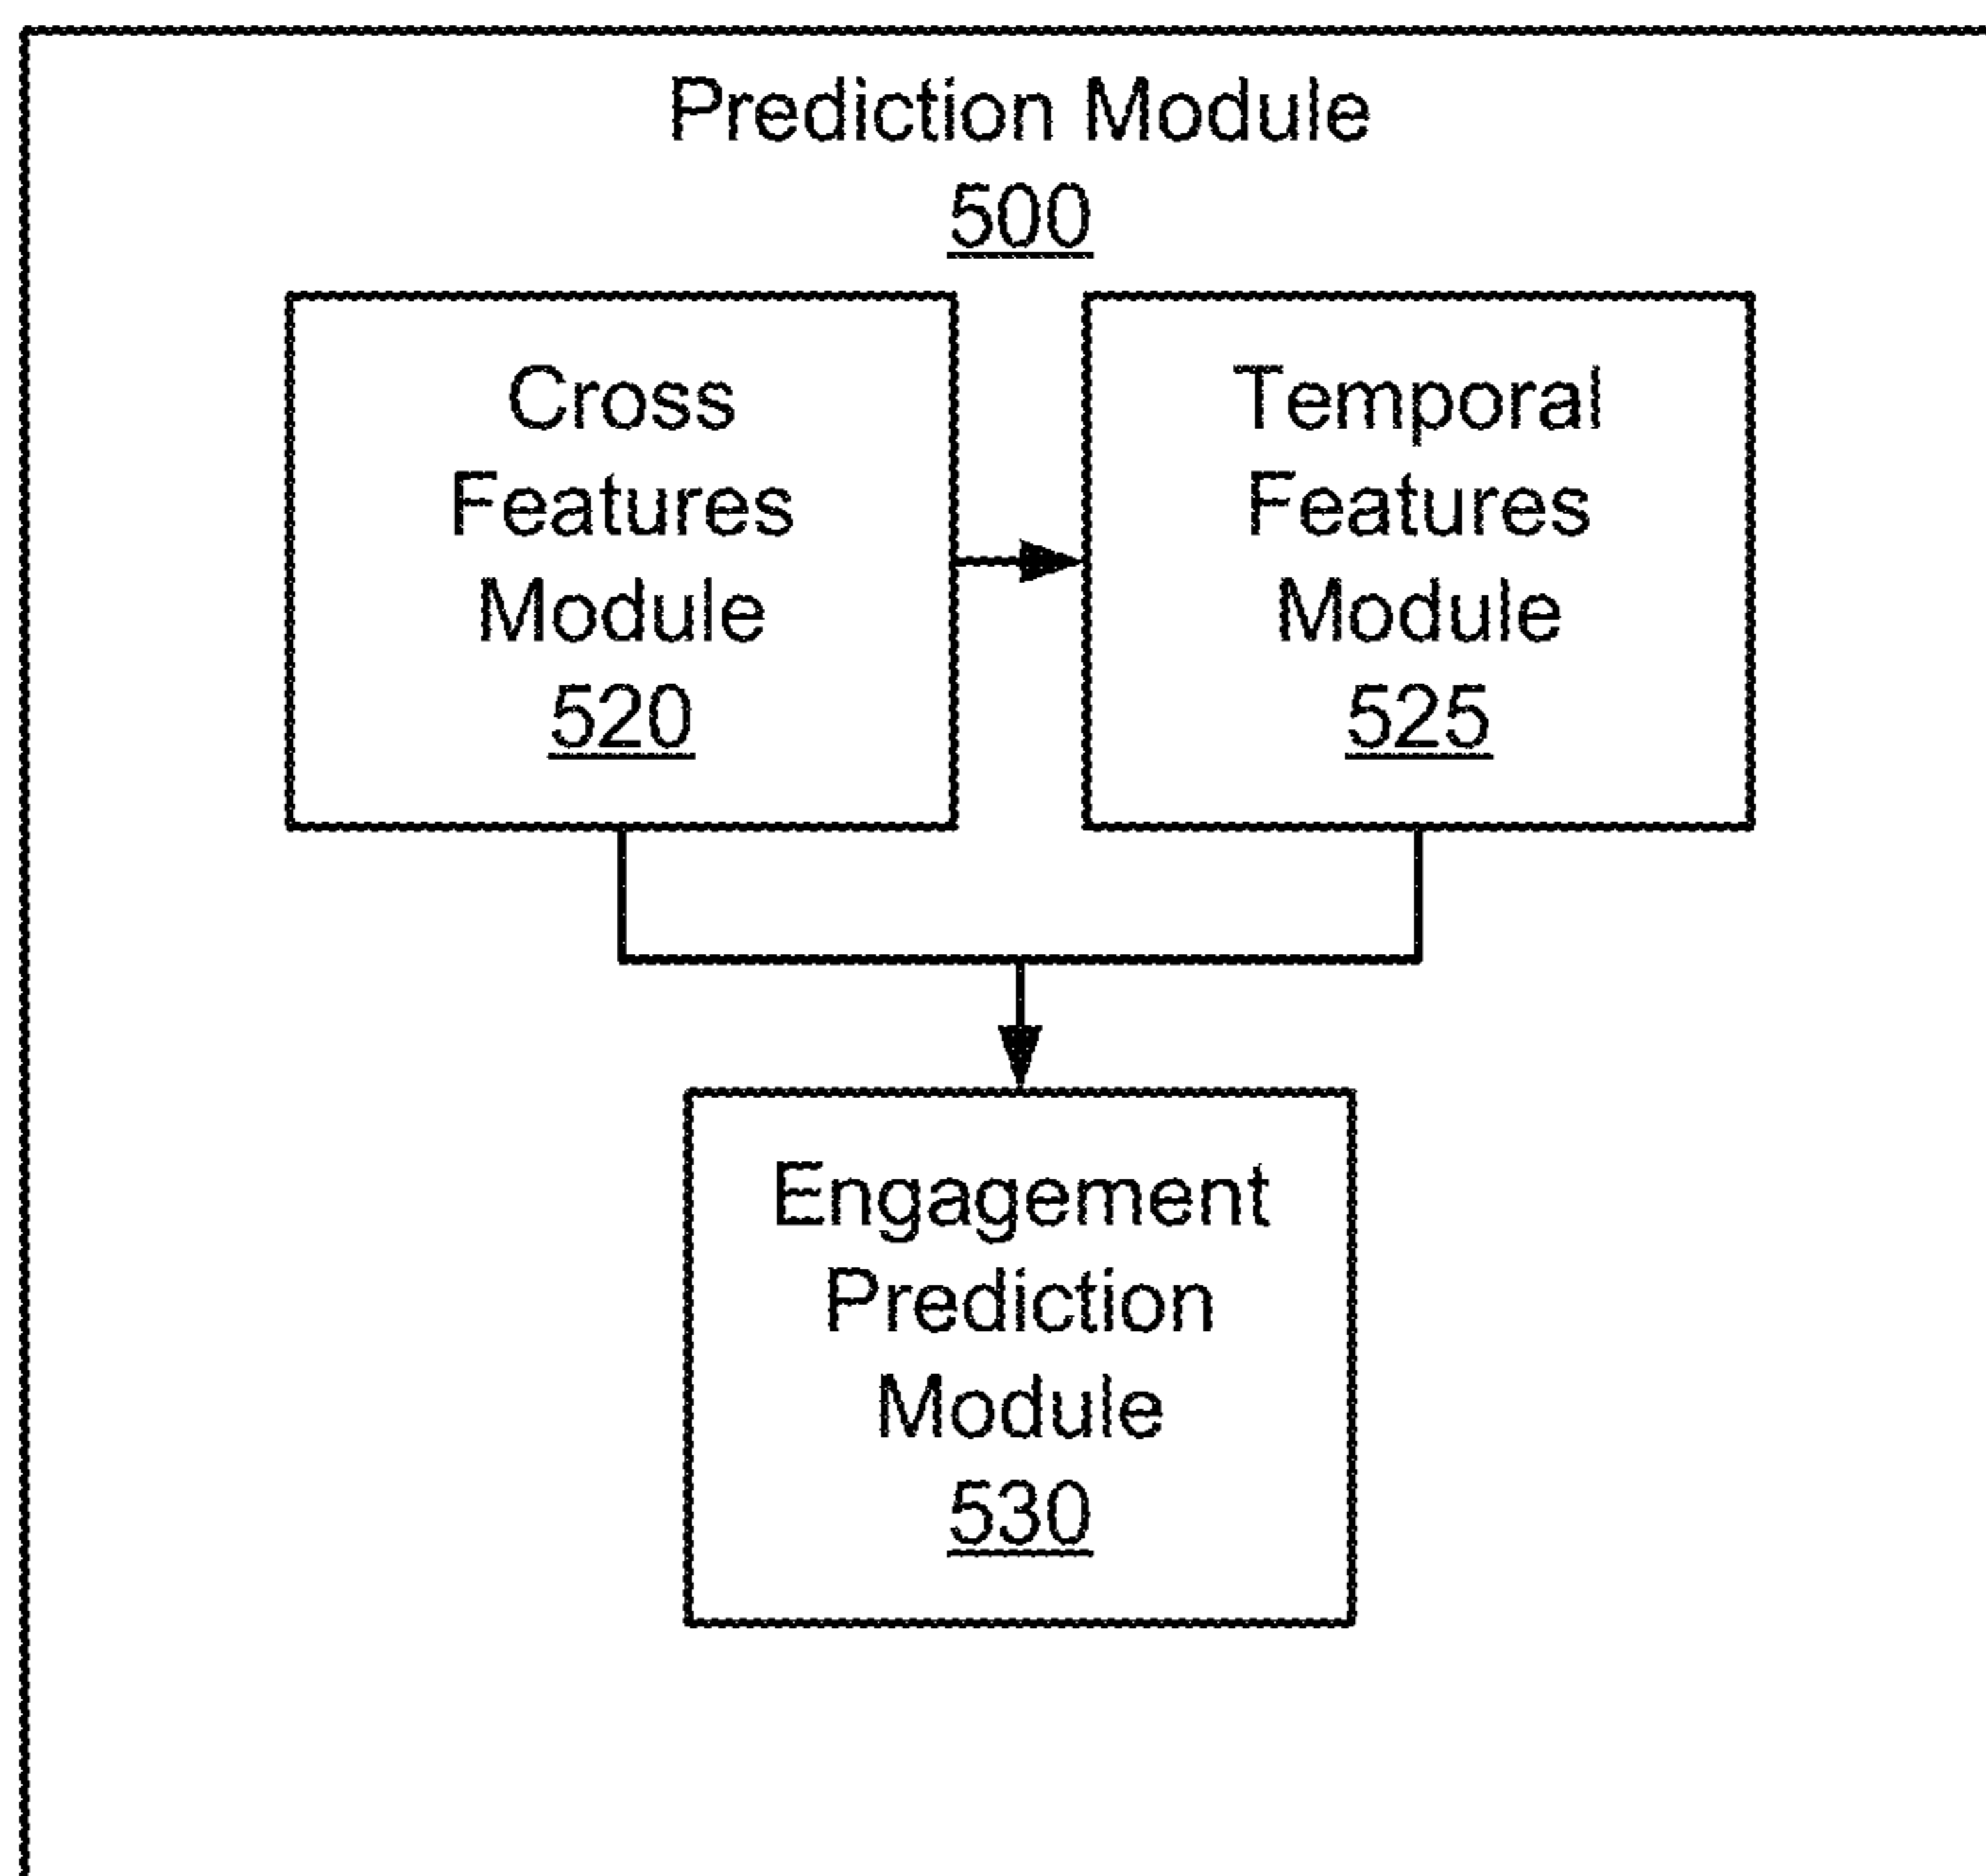 Prediction Module
500
Cross
Features
Module
520
Temporal
Features
Module
525
Engagement
Prediction
Module
530